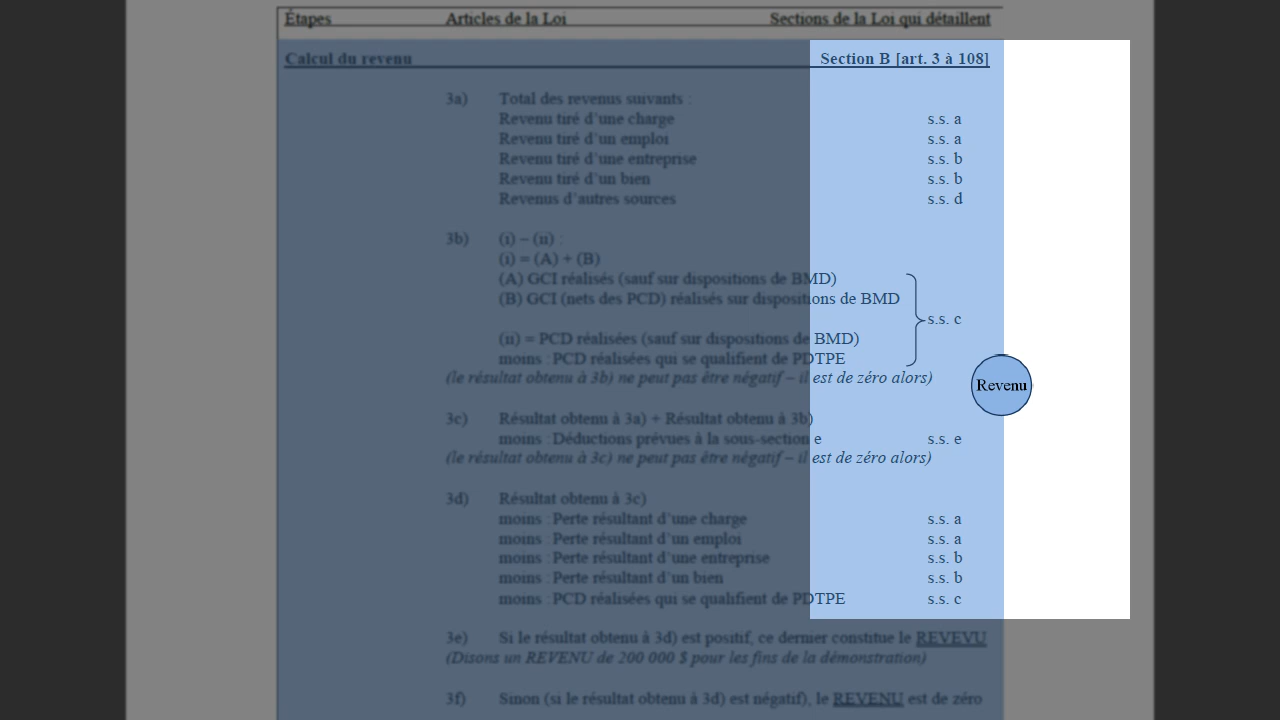 Étapes Articles de la Loi Sections de la Loi qui détaillent
Calcul du revenu Section B [art. 3 à 108]
3a) Total des revenus suivants :
Revenu tiré d'une charge s.s. a
Revenu tiré d'un emploi s.s. a
Revenu tiré d'une entreprise s.s. b
Revenu tiré d'un bien s.s. b
Revenus d'autres sources s.s. d
3b) (i) – (ii) :
(i) = (A) + (B)
(A) GCI réalisés (sauf sur dispositions de BMD)
(B) GCI (nets des PCD) réalisés sur dispositions de BMD
s.s. c
(ii) = PCD réalisées (sauf sur dispositions de BMD)
moins : PCD réalisées qui se qualifient de PDTPE
(le résultat obtenu à 3b) ne peut pas être négatif – il est de zéro alors)
Revenu
3c) Résultat obtenu à 3a) + Résultat obtenu à 3b)
moins : Déductions prévues à la sous-section e s.s. e
(le résultat obtenu à 3c) ne peut pas être négatif – il est de zéro alors)
3d) Résultat obtenu à 3c)
moins : Perte résultant d'une charge s.s. a
moins : Perte résultant d'un emploi s.s. a
moins : Perte résultant d'une entreprise s.s. b
moins : Perte résultant d'un bien s.s. b
moins : PCD réalisées qui se qualifient de PDTPE s.s. c
3e) Si le résultat obtenu à 3d) est positif, ce dernier constitue le REVEVU
(Disons un REVENU de 200 000 $ pour les fins de la démonstration)
3f) Sinon (si le résultat obtenu à 3d) est négatif), le REVENU est de zéro